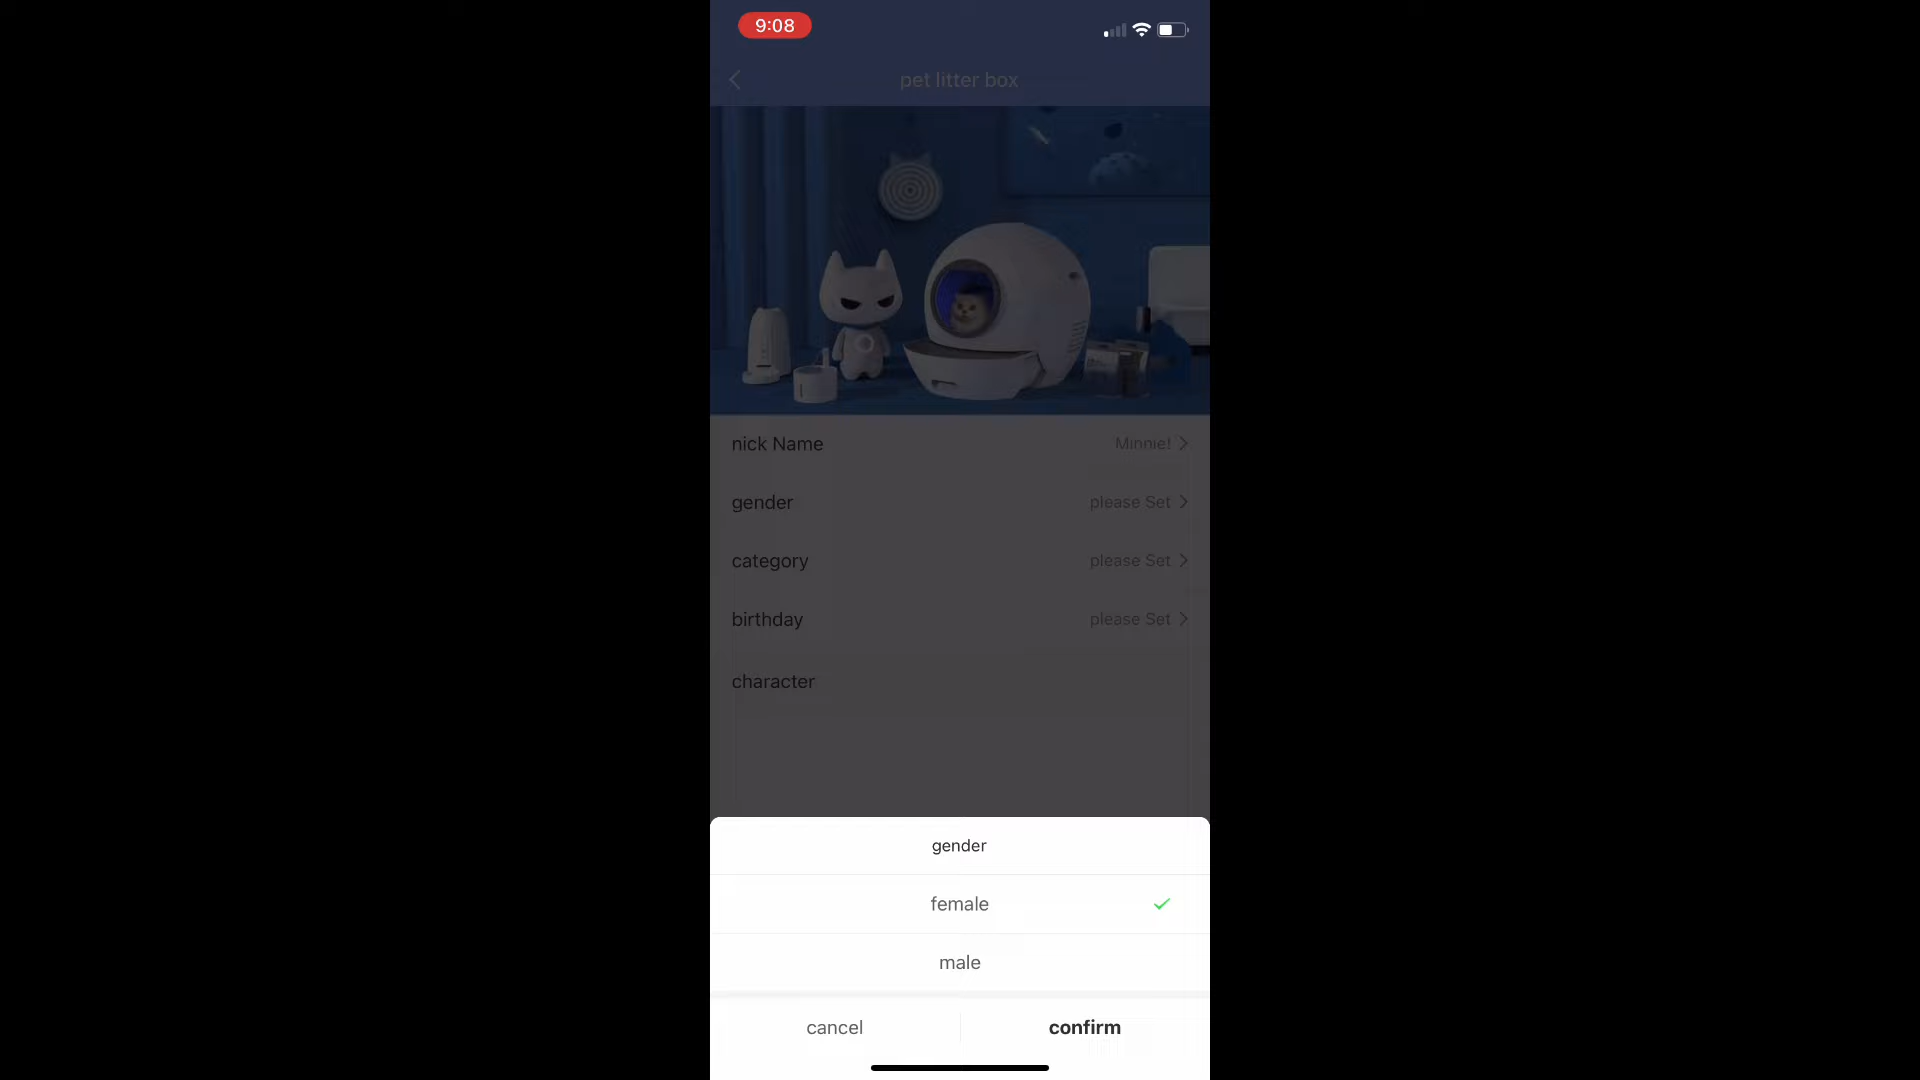 9:08
pet litter box
nick Name
Minnie!
gender
please Set
category
please Set
birthday
please Set
character
gender
female
male
cancel
confirm